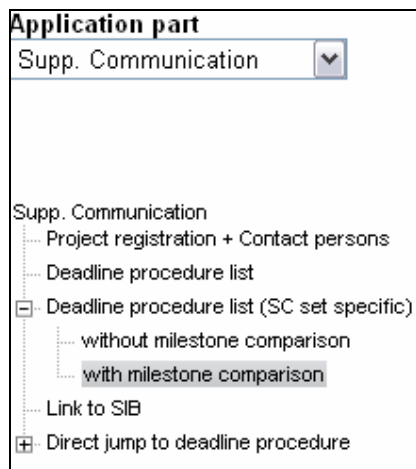 Application part
Supp. Communication
Supp. Communication
Project registration + Contact persons
Deadline procedure list
Deadline procedure list (SC set specific)
without milestone comparison
with milestone comparison
Link to SIB
Direct jump to deadline procedure